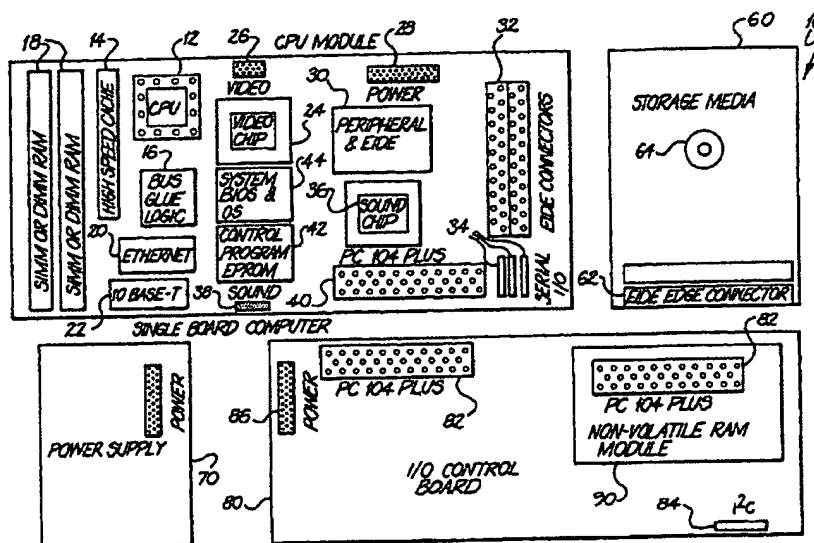 18
14
12
26
CPU MODULE
28
32
60
SIMM OR DIMM RAM
SIMM OR DIMM RAM
HIGH SPEED CACHE
CPU
VIDEO
POWER
30
VIDEO CHIP
24
PERIPHERAL & EIDE
EIDE CONNECTORS
STORAGE MEDIA
64
16
BUS GLUE LOGIC
44
SYSTEM BIOS & OS
36
SOUND CHIP
20
ETHERNET
CONTROL PROGRAM EPROM
42
34
PC 104 PLUS
SERIAL I/O
22
10 BASE-T
38
SOUND
40
62
EIDE EDGE CONNECTOR
SINGLE BOARD COMPUTER
82
POWER
86
POWER
PC 104 PLUS
82
PC 104 PLUS
NON-VOLATILE RAM MODULE
POWER SUPPLY
70
80
I/O CONTROL BOARD
90
84
I²C